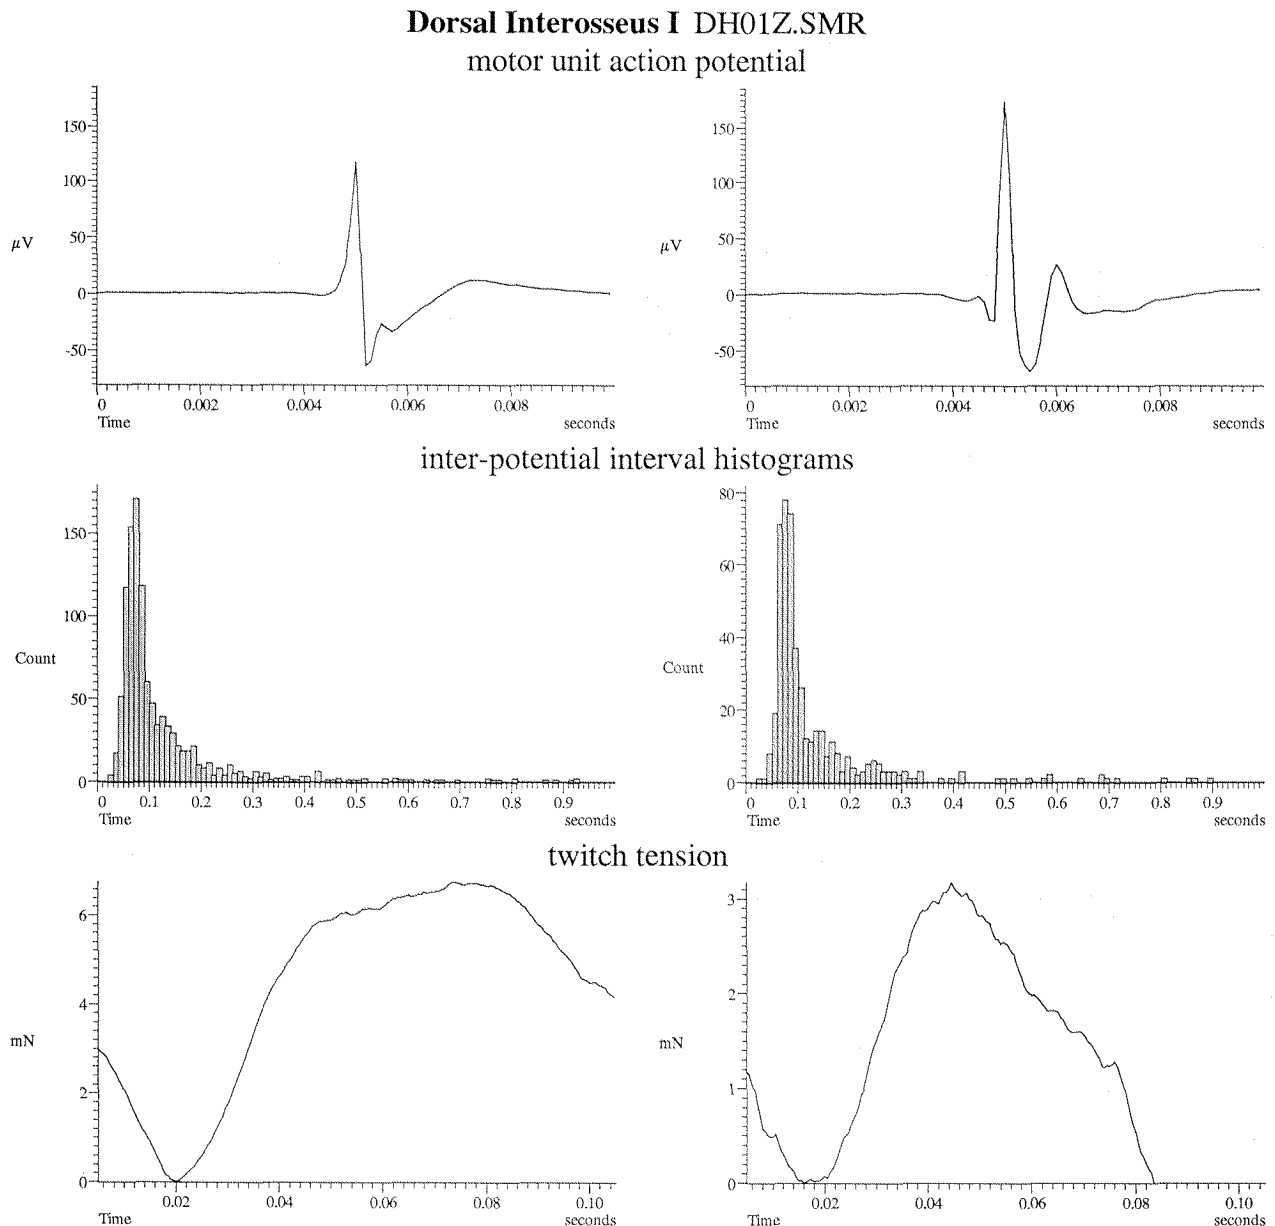 Dorsal Interosseus I DH01Z.SMR
motor unit action potential
150
100
50
0
-50
µV
0 0.002 0.004 0.006 0.008
Time seconds
150
100
50
0
-50
µV
0 0.002 0.004 0.006 0.008
Time seconds
inter-potential interval histograms
150
100
50
0
Count
0 0.1 0.2 0.3 0.4 0.5 0.6 0.7 0.8 0.9
Time seconds
80
60
40
20
0
Count
0 0.1 0.2 0.3 0.4 0.5 0.6 0.7 0.8 0.9
Time seconds
twitch tension
6
4
2
0
mN
0.02 0.04 0.06 0.08 0.10
Time seconds
3
2
1
0
mN
0.02 0.04 0.06 0.08 0.10
Time seconds